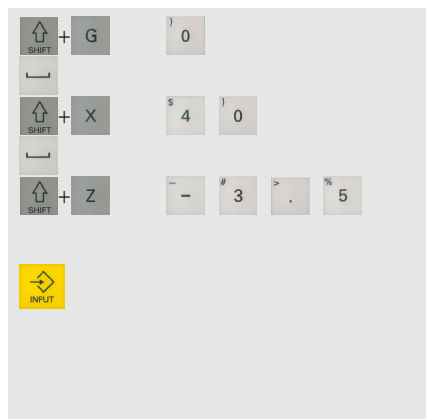 SHIFT + G ) 0
SHIFT + X $ 4 ) 0
SHIFT + Z _ - # 3 > . % 5
INPUT